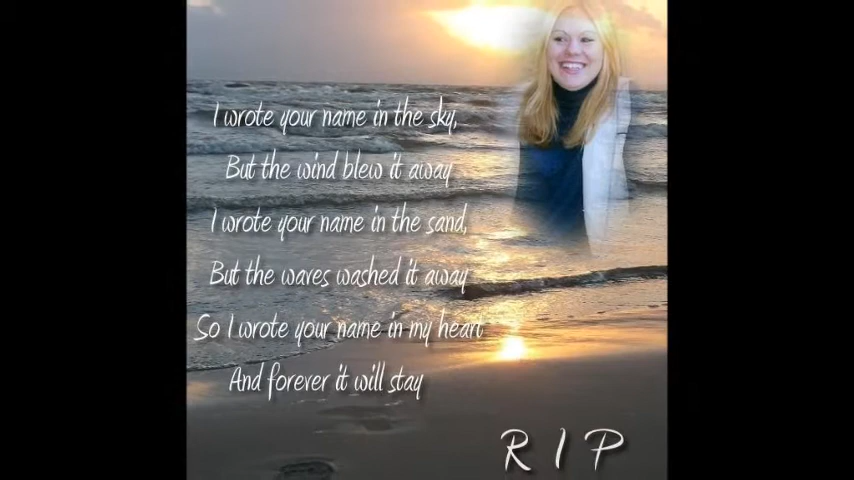 I wrote your name in the sky,
But the wind blew it away
I wrote your name in the sand,
But the waves washed it away
So I wrote your name in my heart
And forever it will stay
R I P